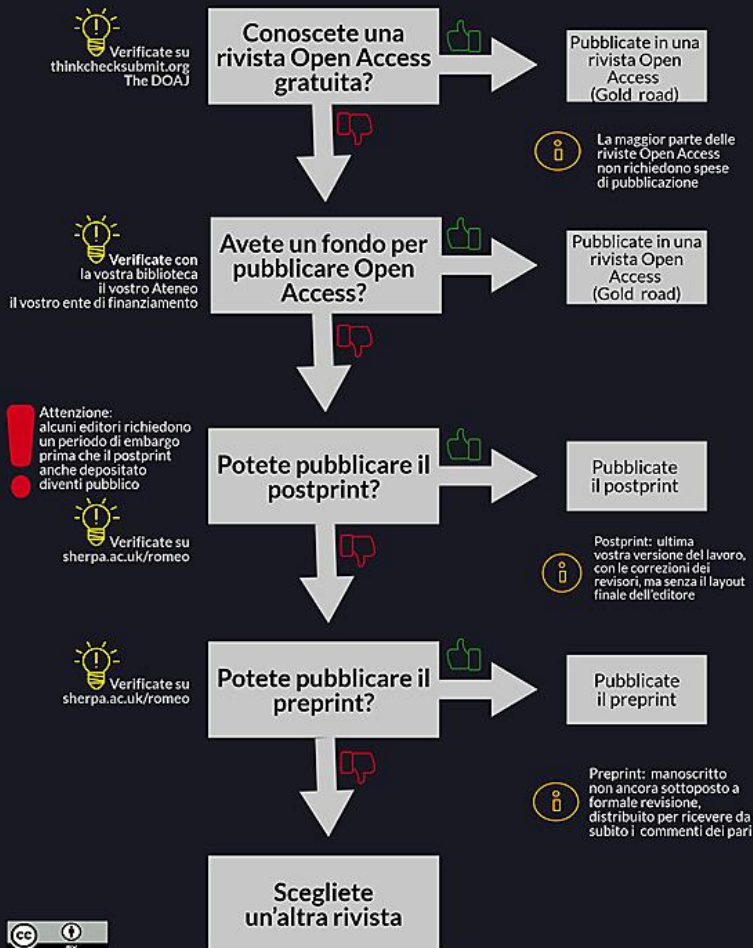 Verificate su
thinkchecksubmit.org
The DOAJ
Conoscete una
rivista Open Access
gratuita?
Pubblicate in una
rivista Open
Access
(Gold road)
La maggior parte delle
riviste Open Access
non richiedono spese
di pubblicazione
Verificate con
la vostra biblioteca
il vostro Ateneo
il vostro ente di finanziamento
Avete un fondo per
pubblicare Open
Access?
Pubblicate in una
rivista Open
Access
(Gold road)
Attenzione:
alcuni editori richiedono
un periodo di embargo
prima che il postprint
anche depositato
diventi pubblico
Verificate su
sherpa.ac.uk/romeo
Potete pubblicare il
postprint?
Pubblicate
il postprint
Postprint: ultima
vostra versione del lavoro,
con le correzioni dei
revisori, ma senza il layout
finale dell'editore
Verificate su
sherpa.ac.uk/romeo
Potete pubblicare il
preprint?
Pubblicate
il preprint
Preprint: manoscritto
non ancora sottoposto a
formale revisione,
distribuito per ricevere da
subito i commenti dei pari
Scegliete
un'altra rivista
cc